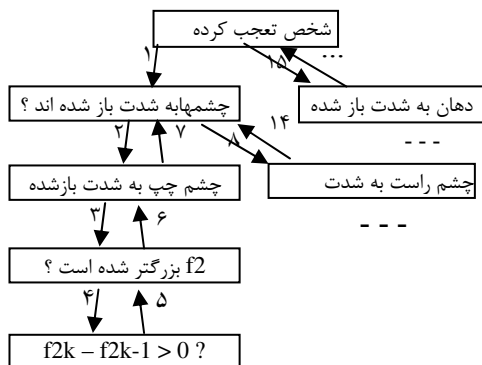 شخص تعجب کرده
۱
۱۵
...
چشمهابه شدت باز شده اند ؟
دهان به شدت باز شده
۲
۷
۸
۱۴
- - -
چشم چپ به شدت بازشده
چشم راست به شدت
۳
۶
- - -
f2 بزرگتر شده است ؟
۴
۵
f2k – f2k-1 > 0 ?